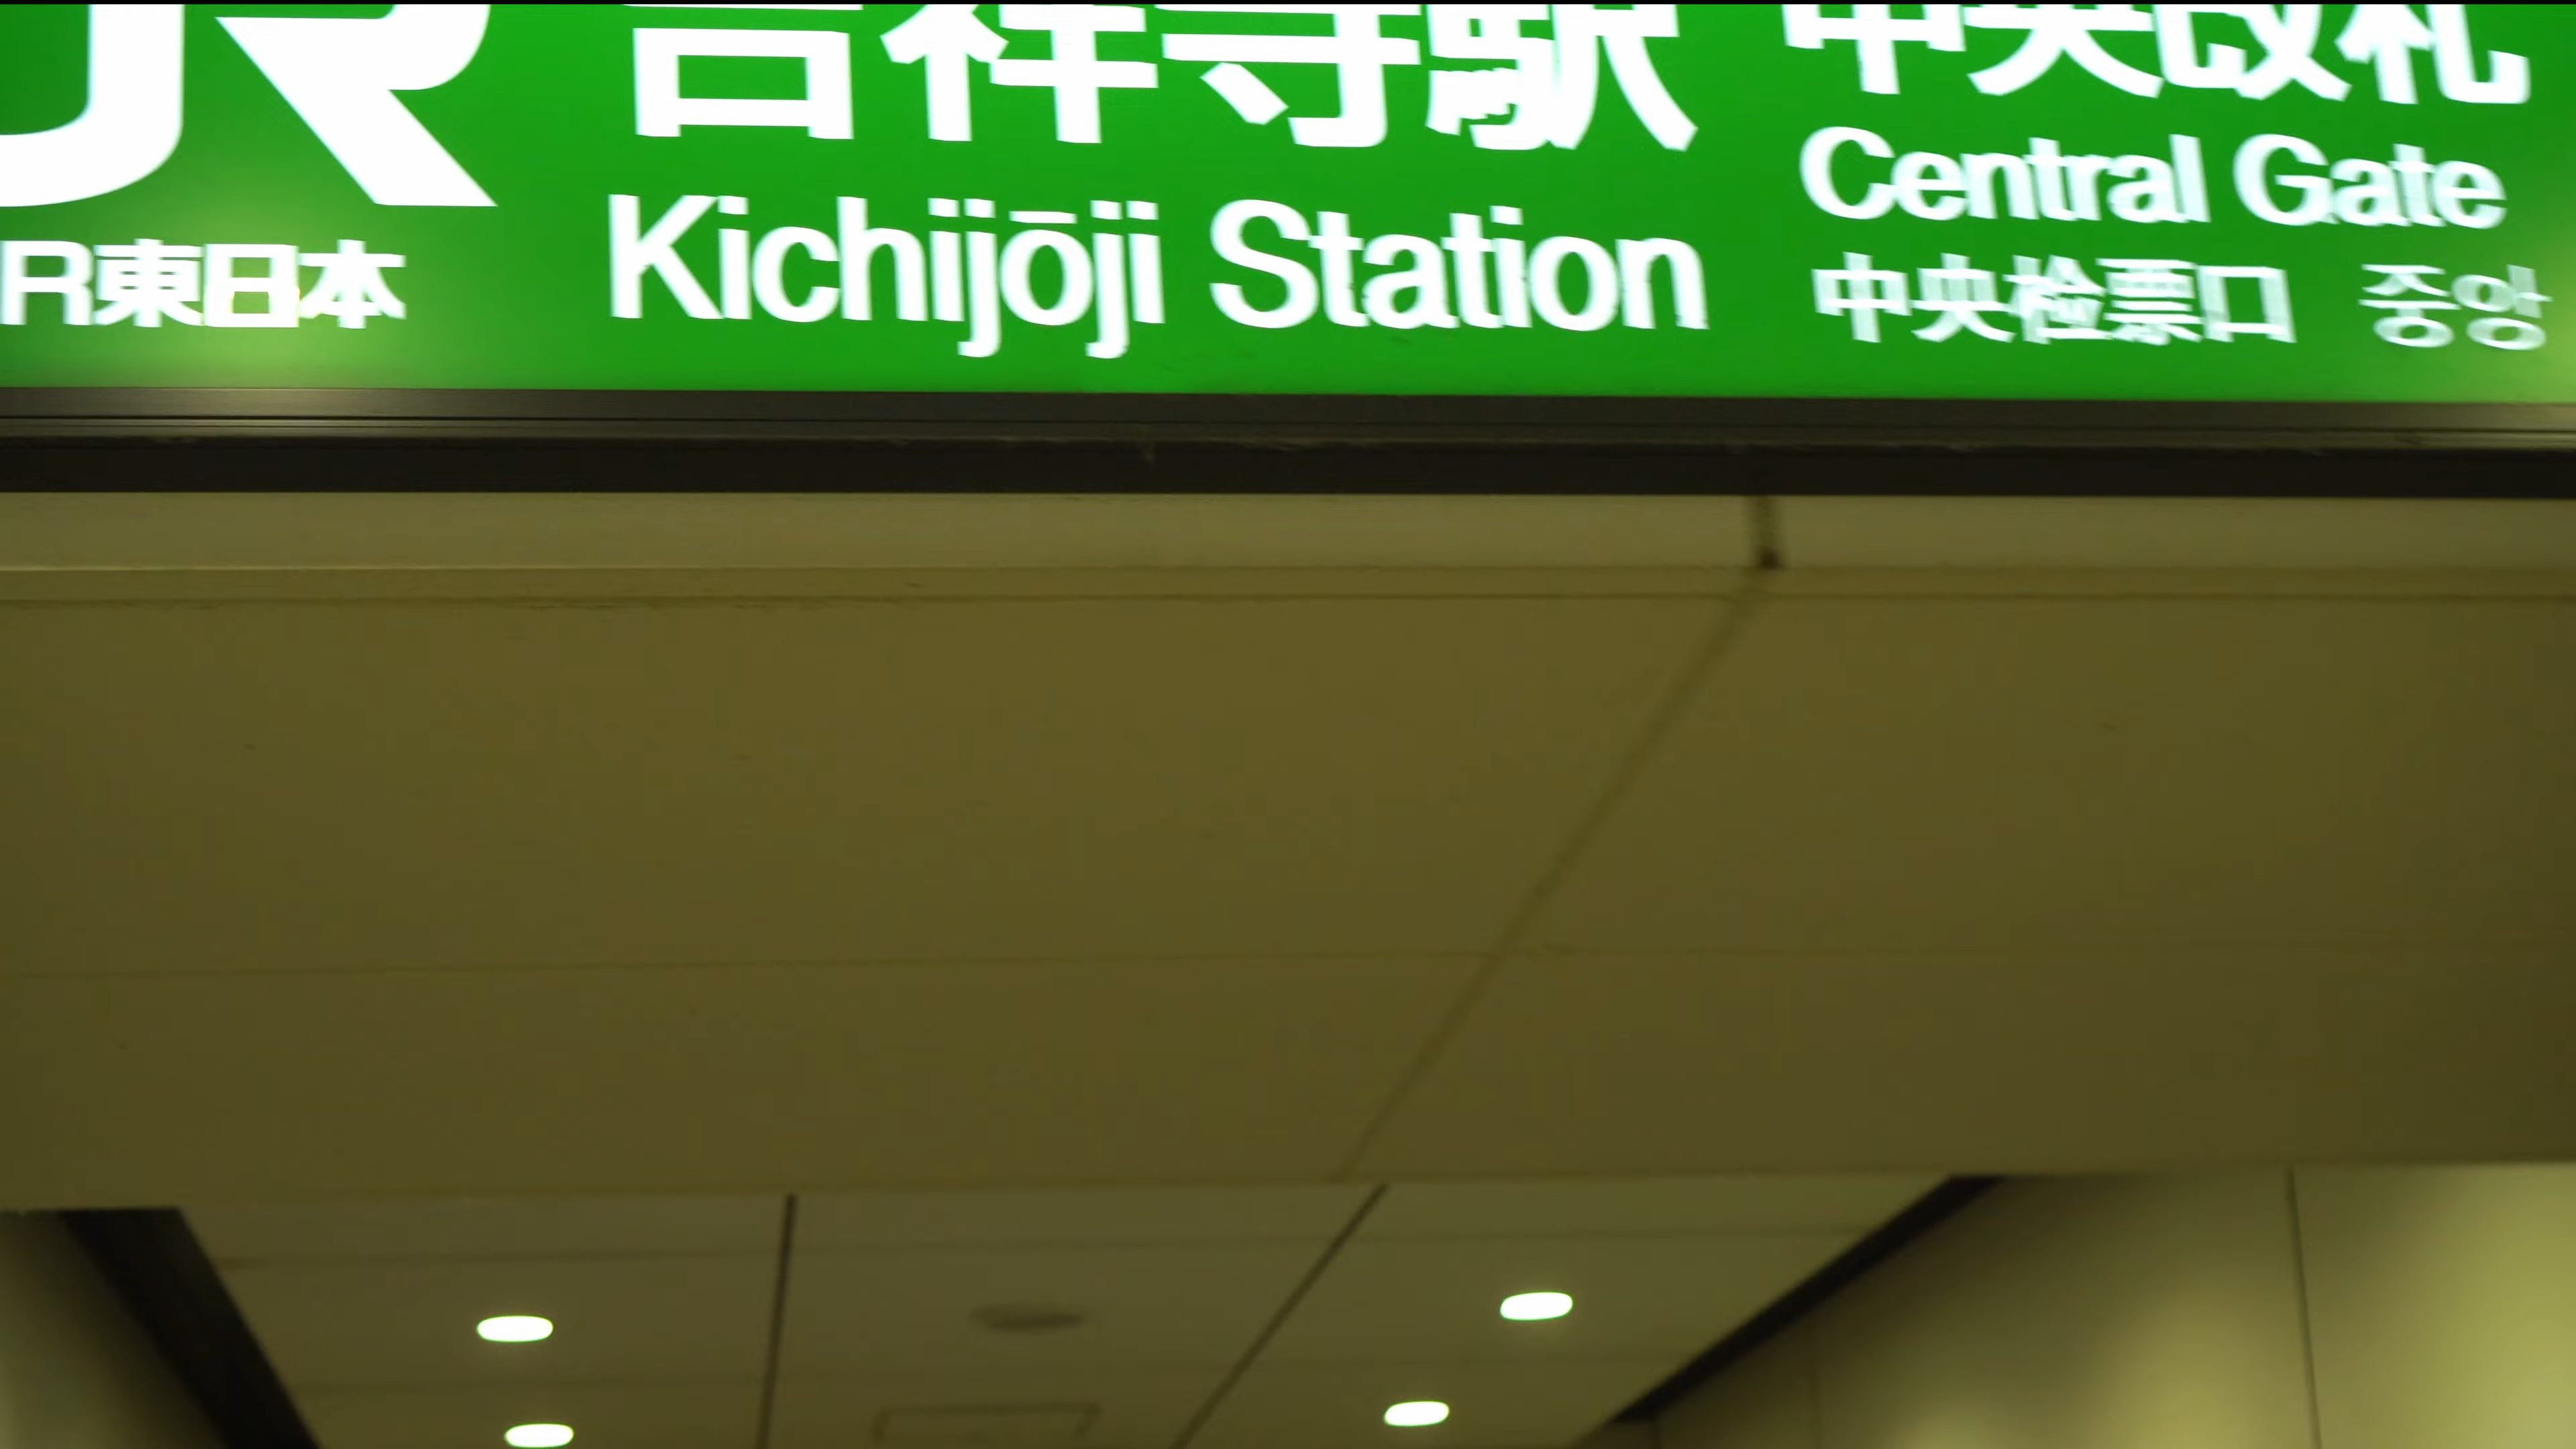 JR
R東日本
吉祥寺駅
Kichijōji Station
中央改札
Central Gate
中央检票口 중앙